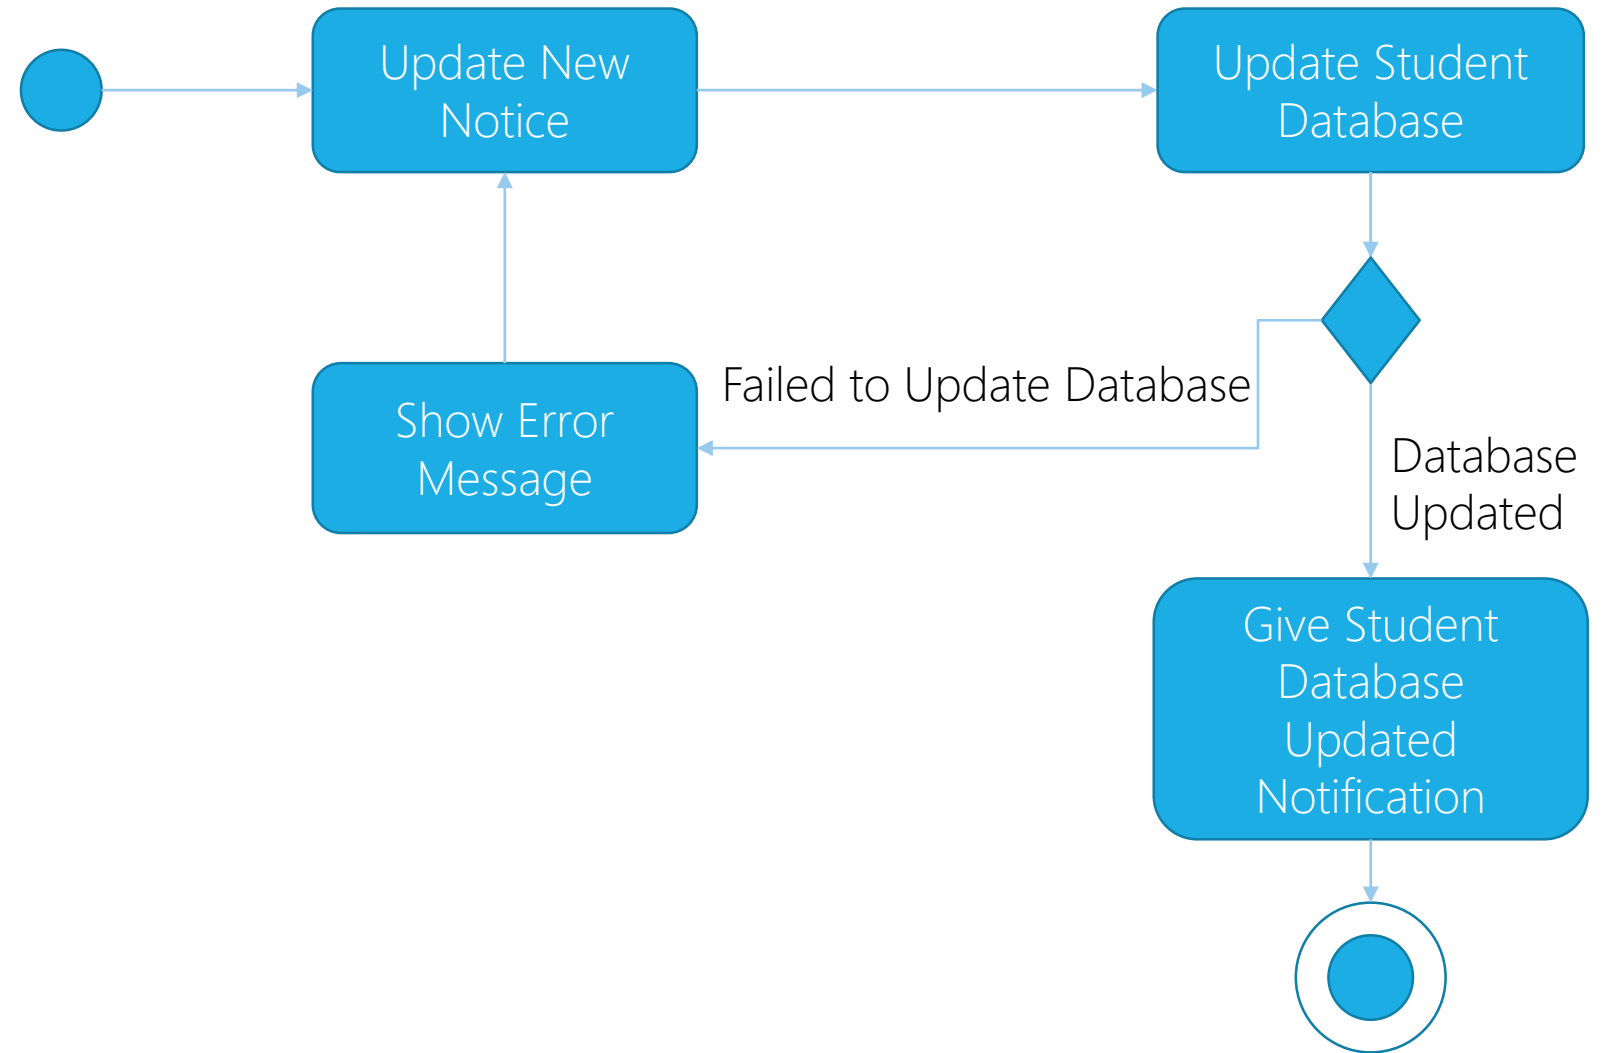 Update New
Notice
Update Student
Database
Failed to Update Database
Show Error
Message
Database
Updated
Give Student
Database
Updated
Notification